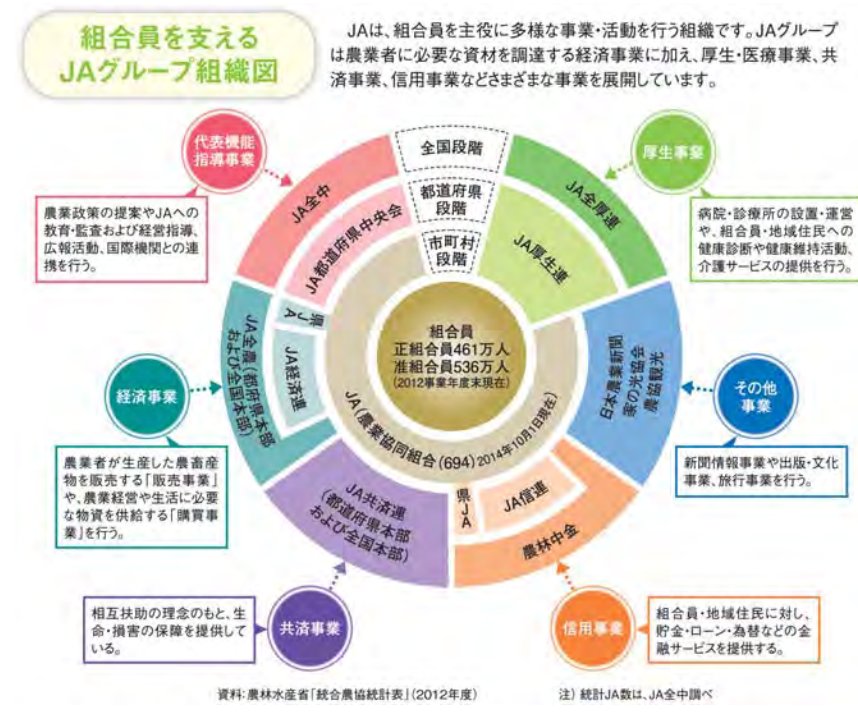 組合員を支える
JAグループ組織図
JAは、組合員を主役に多様な事業・活動を行う組織です。JAグループ
は農業者に必要な資材を調達する経済事業に加え、厚生・医療事業、共
済事業、信用事業などさまざまな事業を展開しています。
代表機能
指導事業
農業政策の提案やJAへの
教育・監査および経営指導、
広報活動、国際機関との連
携を行う。
全国段階
都道府県
段階
市町村
段階
厚生事業
病院・診療所の設置・運営
や、組合員・地域住民への
健康診断や健康維持活動、
介護サービスの提供を行う。
JA全中
JA都道府県中央会
JA全厚連
JA厚生連
組合員
正組合員461万人
准組合員536万人
(2012事業年度末現在)
JA(農業協同組合)(694)2014年10月1日現在)
県JA
JA経済連
JA全農(都府県本部
および全国本部)
経済事業
農業者が生産した農畜産
物を販売する「販売事業」
や、農業経営や生活に必要
な物資を供給する「購買事
業」を行う。
日本農業新聞
家の光協会
農協観光
その他
事業
新聞情報事業や出版・文化
事業、旅行事業を行う。
JA共済連
(都道府県本部
および全国本部)
県JA
JA信連
農林中金
相互扶助の理念のもと、生
命・損害の保障を提供して
いる。
共済事業
信用事業
組合員・地域住民に対し、
貯金・ローン・為替などの金
融サービスを提供する。
資料:農林水産省「統合農協統計表」(2012年度)
注) 統計JA数は、JA全中調べ